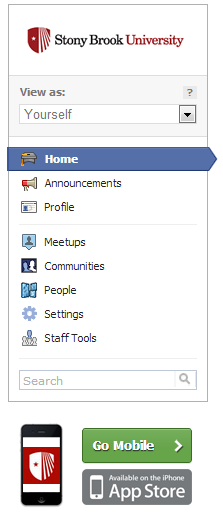 Stony Brook University
View as: ?
Yourself
Home
Announcements
Profile
Meetups
Communities
People
Settings
Staff Tools
Search
Go Mobile
Available on the iPhone
App Store